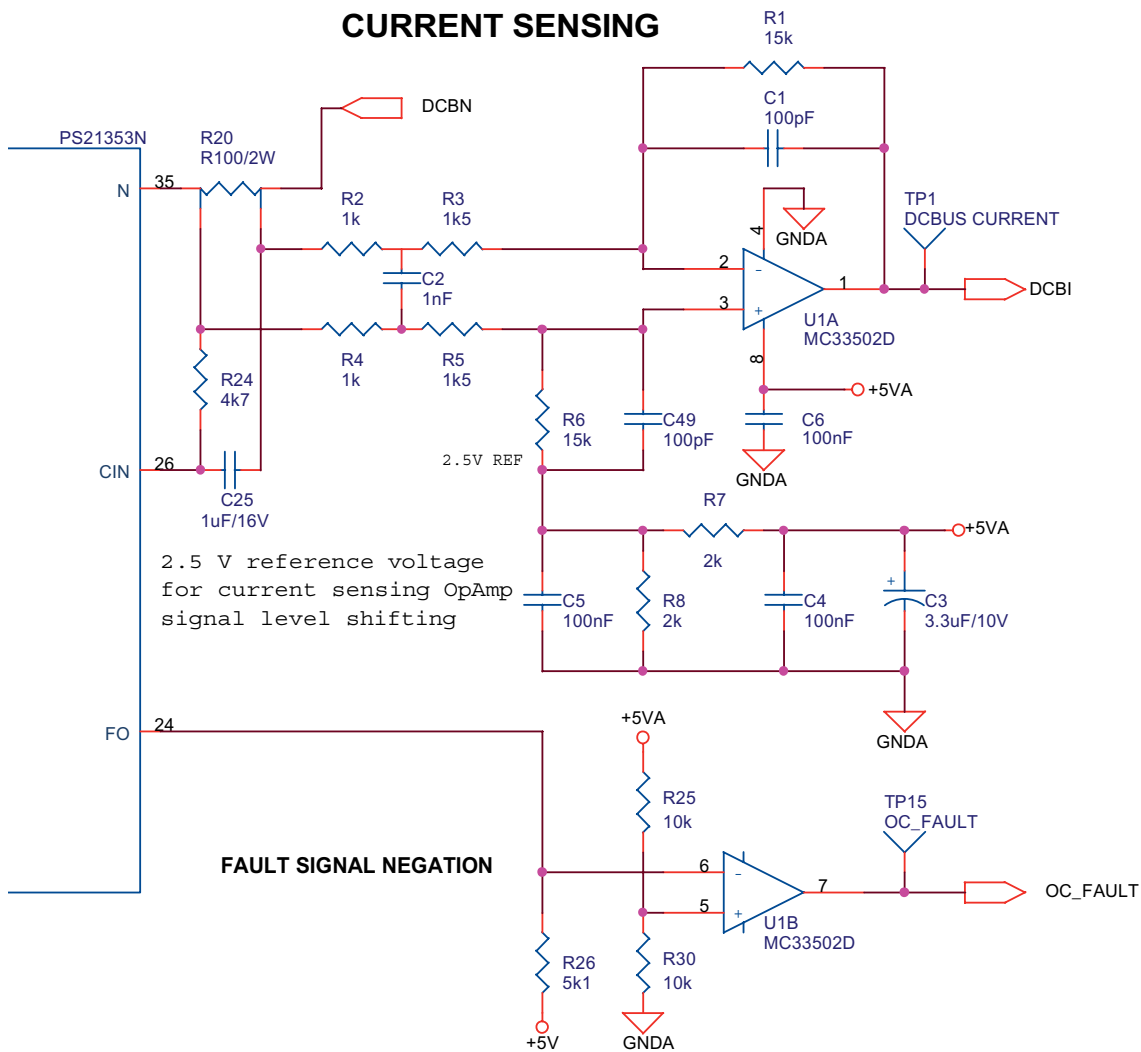 CURRENT SENSING
R1
15k
C1
100pF
DCBN
PS21353N
R20
R100/2W
N
35
R2
1k
R3
1k5
TP1
DCBUS CURRENT
4
GNDA
C2
1nF
2
-
3
+
1
DCBI
U1A
MC33502D
R4
1k
R5
1k5
8
R24
4k7
+5VA
R6
15k
C49
100pF
C6
100nF
2.5V REF
CIN
26
GNDA
C25
1uF/16V
R7
2k
+5VA
2.5 V reference voltage
for current sensing OpAmp
signal level shifting
C5
100nF
R8
2k
C4
100nF
+
C3
3.3uF/10V
FO
24
+5VA
GNDA
R25
10k
TP15
OC_FAULT
FAULT SIGNAL NEGATION
6
-
5
+
7
OC_FAULT
U1B
MC33502D
R26
5k1
R30
10k
+5V
GNDA